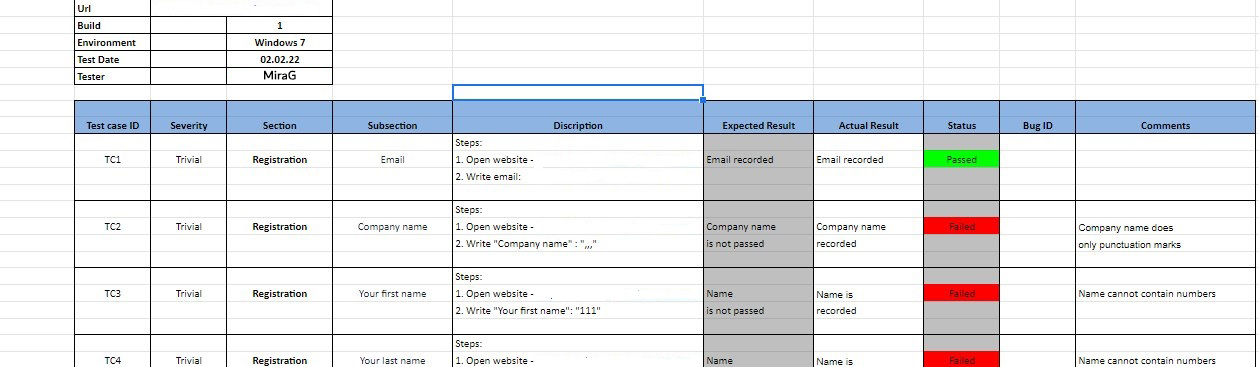 Url
Build 1
Environment Windows 7
Test Date 02.02.22
Tester MiraG
Test case ID Severity Section Subsection Discription Expected Result Actual Result Status Bug ID Comments
Steps:
TC1 Trivial Registration Email 1. Open website - Email recorded Email recorded Passed
2. Write email:
Steps:
TC2 Trivial Registration Company name 1. Open website - Company name Company name Failed Company name does
2. Write "Company name" : ",,," is not passed recorded only punctuation marks
Steps:
TC3 Trivial Registration Your first name 1. Open website - Name Name is Failed Name cannot contain numbers
2. Write "Your first name": "111" is not passed recorded
Steps:
TC4 Trivial Registration Your last name 1. Open website - Name Name is Failed Name cannot contain numbers